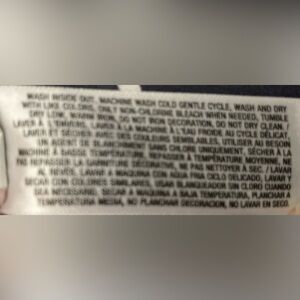 WASH INSIDE OUT, MACHINE WASH COLD GENTLE CYCLE, WASH AND DRY
WITH LIKE COLORS, ONLY NON-CHLORINE BLEACH WHEN NEEDED, TUMBLE
DRY LOW, WARM IRON, DO NOT IRON DECORATION, DO NOT DRY CLEAN. /
LAVER À L'ENVERS, LAVER À LA MACHINE À L'EAU FROIDE AU CYCLE DÉLICAT,
LAVER ET SÉCHER AVEC DES COULEURS SEMBLABLES, UTILISER AU BESOIN
UN AGENT DE BLANCHIMENT SANS CHLORE UNIQUEMENT, SÉCHER À LA
MACHINE À BASSE TEMPÉRATURE, REPASSER À TEMPÉRATURE MOYENNE, NE
PAS REPASSER LA GARNITURE DÉCORATIVE, NE PAS NETTOYER À SEC. / LAVAR
AL REVÉS, LAVAR A MAQUINA CON AGUA FRIA CICLO DELICADO, LAVAR Y
SECAR CON COLORES SIMILARES, USAR BLANQUEADOR SIN CLORO CUANDO
SEA NECESARIO, SECAR A MAQUINA A BAJA TEMPERATURA, PLANCHAR A
TEMPERATURA MEDIA, NO PLANCHAR DECORACION, NO LAVAR EN SECO.